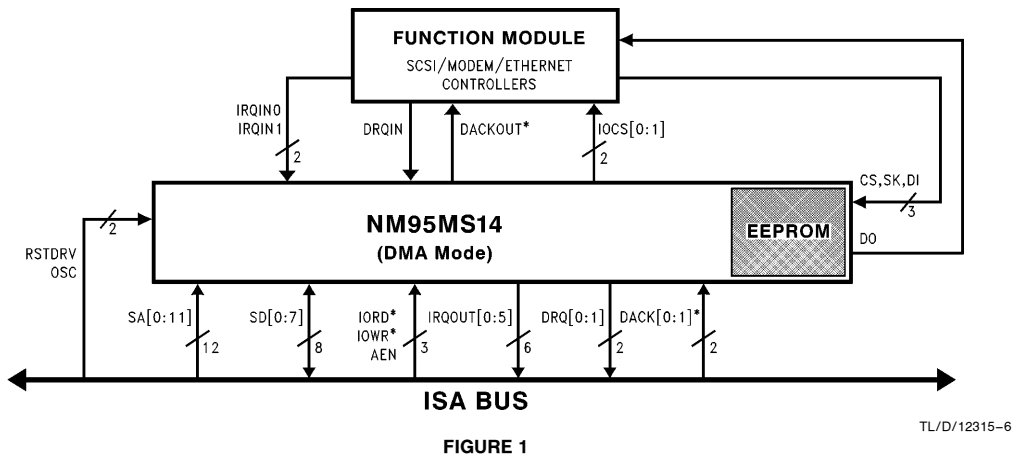 FUNCTION MODULE
SCSI/MODEM/ETHERNET
CONTROLLERS
IRQIN0
IRQIN1
2
DRQIN
DACKOUT*
IOCS[0:1]
2
CS,SK,DI
3
DO
NM95MS14
(DMA Mode)
EEPROM
2
RSTDRV
OSC
SA[0:11]
12
SD[0:7]
8
IORD*
IOWR*
AEN
3
IRQOUT[0:5]
6
DRQ[0:1]
2
DACK[0:1]*
2
ISA BUS
TL/D/12315–6
FIGURE 1